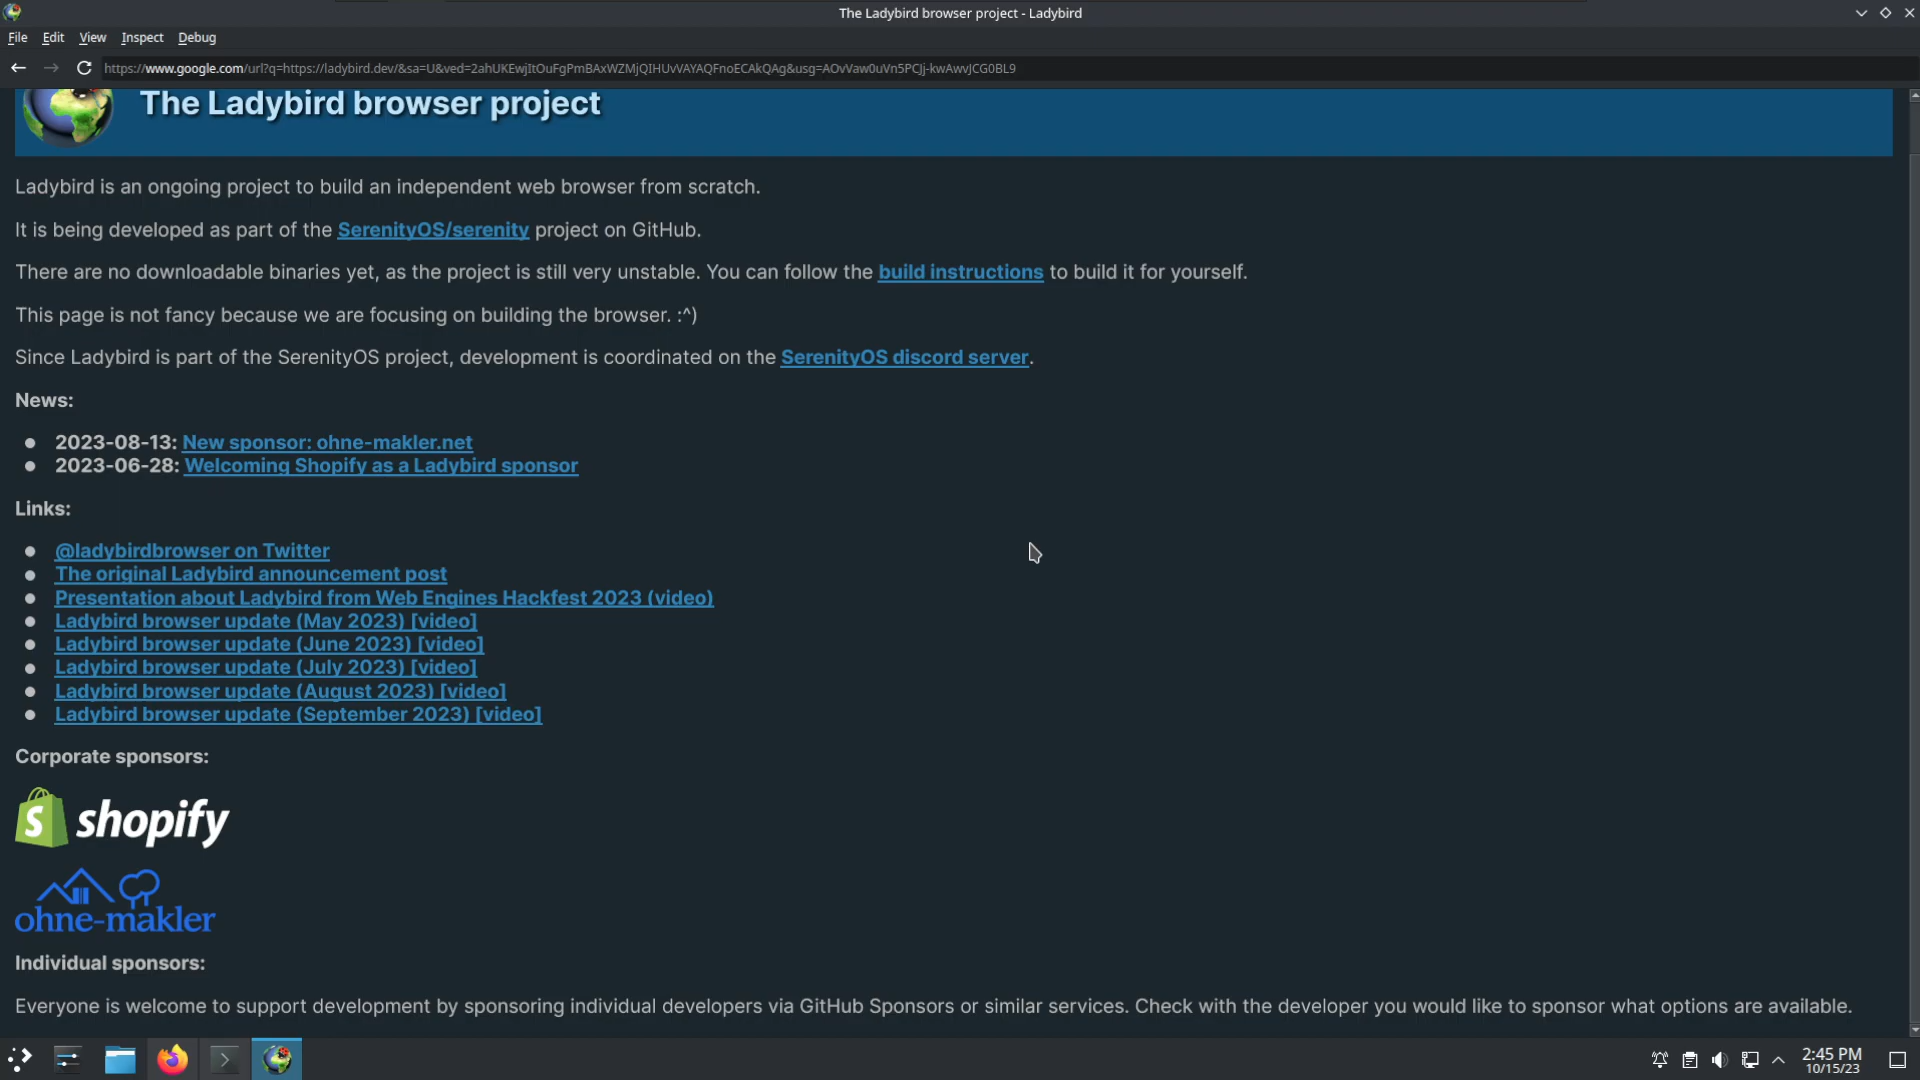 The Ladybird browser project - Ladybird
File Edit View Inspect Debug
https://www.google.com/url?q=https://ladybird.dev/&sa=U&ved=2ahUKEwjItOuFgPmBAxWZMjQIHUvVAYAQFnoECAkQAg&usg=AOvVaw0uVn5PCJj-kwAwvJCG0BL9
The Ladybird browser project
Ladybird is an ongoing project to build an independent web browser from scratch.
It is being developed as part of the SerenityOS/serenity project on GitHub.
There are no downloadable binaries yet, as the project is still very unstable. You can follow the build instructions to build it for yourself.
This page is not fancy because we are focusing on building the browser. :^)
Since Ladybird is part of the SerenityOS project, development is coordinated on the SerenityOS discord server.
News:
2023-08-13: New sponsor: ohne-makler.net
2023-06-28: Welcoming Shopify as a Ladybird sponsor
Links:
@ladybirdbrowser on Twitter
The original Ladybird announcement post
Presentation about Ladybird from Web Engines Hackfest 2023 (video)
Ladybird browser update (May 2023) [video]
Ladybird browser update (June 2023) [video]
Ladybird browser update (July 2023) [video]
Ladybird browser update (August 2023) [video]
Ladybird browser update (September 2023) [video]
Corporate sponsors:
shopify
ohne-makler
Individual sponsors:
Everyone is welcome to support development by sponsoring individual developers via GitHub Sponsors or similar services. Check with the developer you would like to sponsor what options are available.
2:45 PM
10/15/23